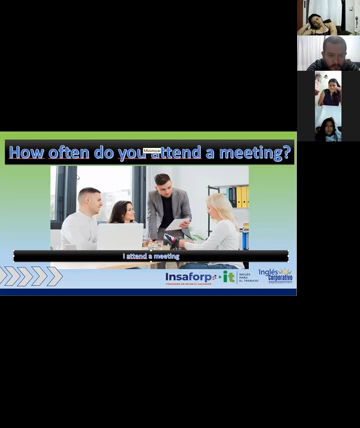 How often do you attend a meeting?
I attend a meeting
Insaforp
it
Inglés
corporativo